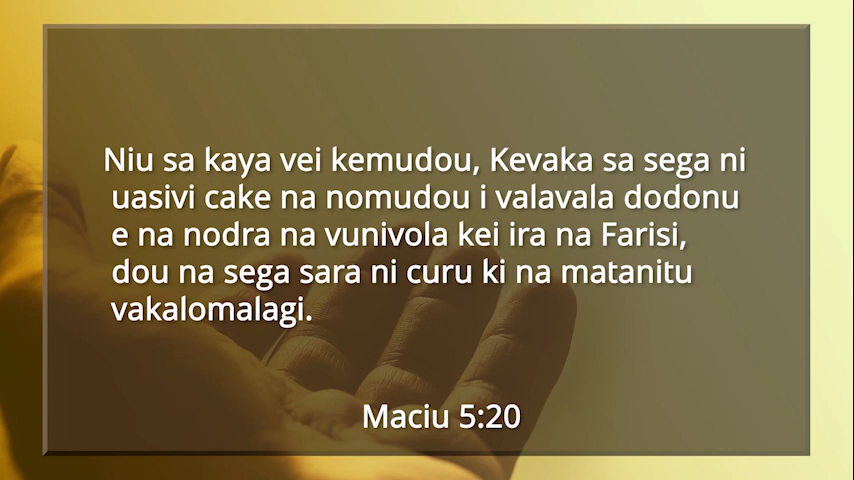 Niu sa kaya vei kemudou, Kevaka sa sega ni
uasivi cake na nomudou i valavala dodonu
e na nodra na vunivola kei ira na Farisi,
dou na sega sara ni curu ki na matanitu
vakalomalagi.
Maciu 5:20